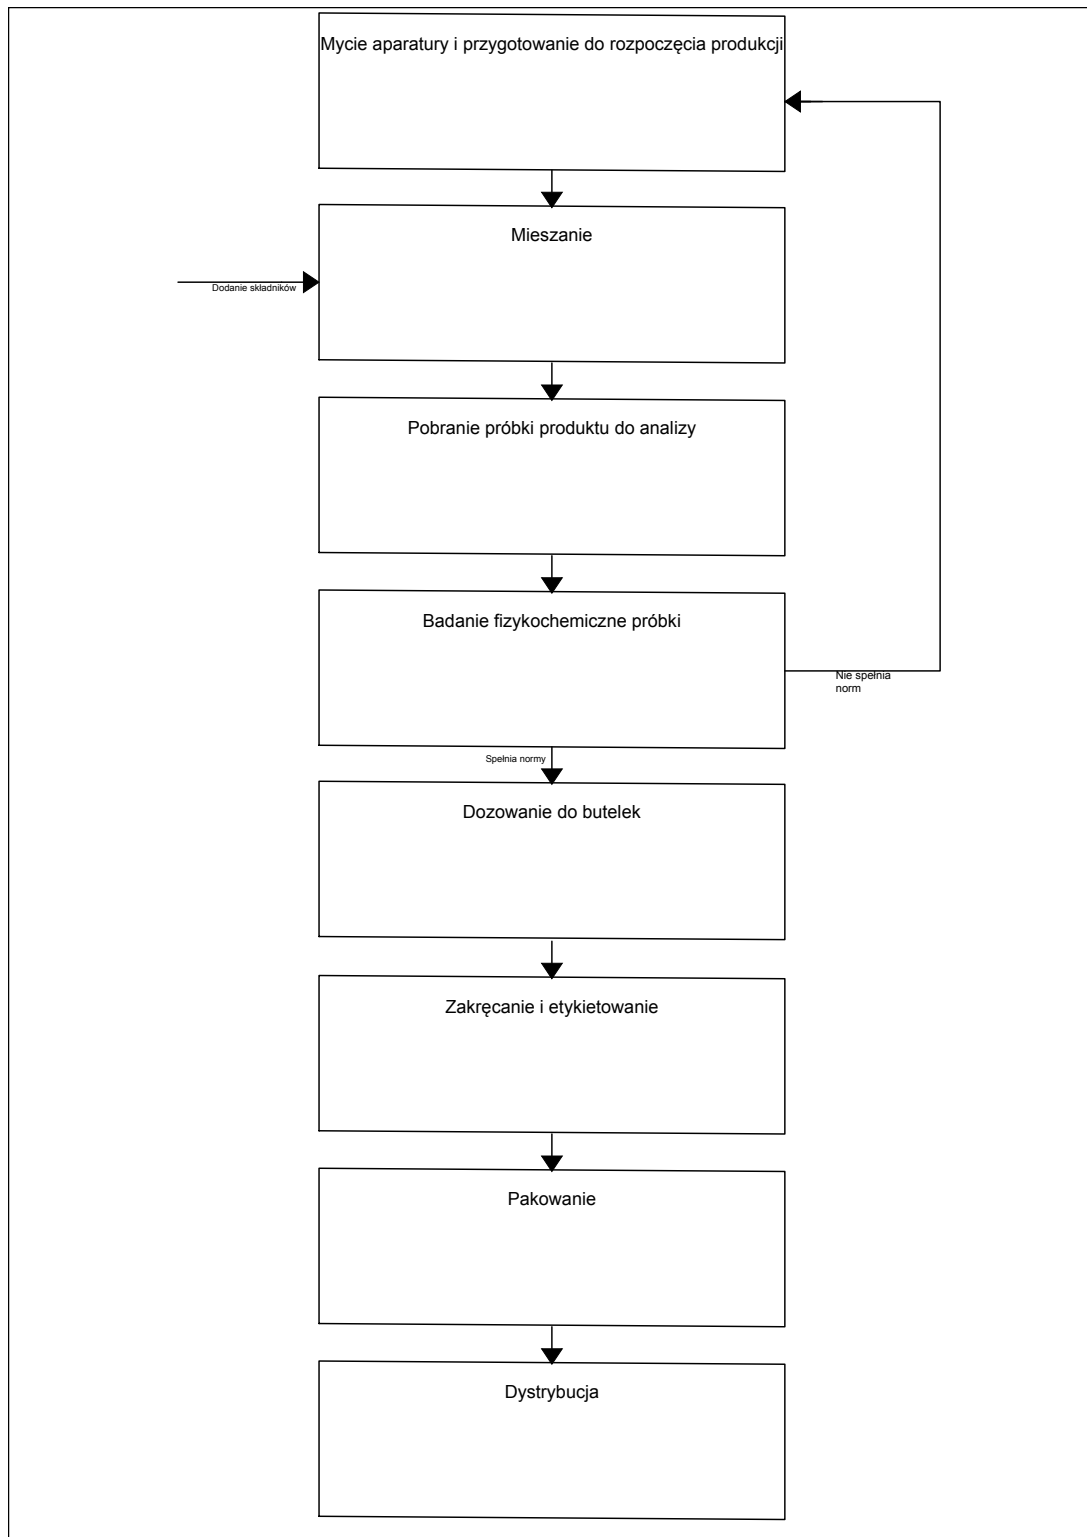 Mycie aparatury i przygotowanie do rozpoczęcia produkcji
Mieszanie
Dodanie składników
Pobranie próbki produktu do analizy
Badanie fizykochemiczne próbki
Nie spełnia
norm
Spełnia normy
Dozowanie do butelek
Zakręcanie i etykietowanie
Pakowanie
Dystrybucja